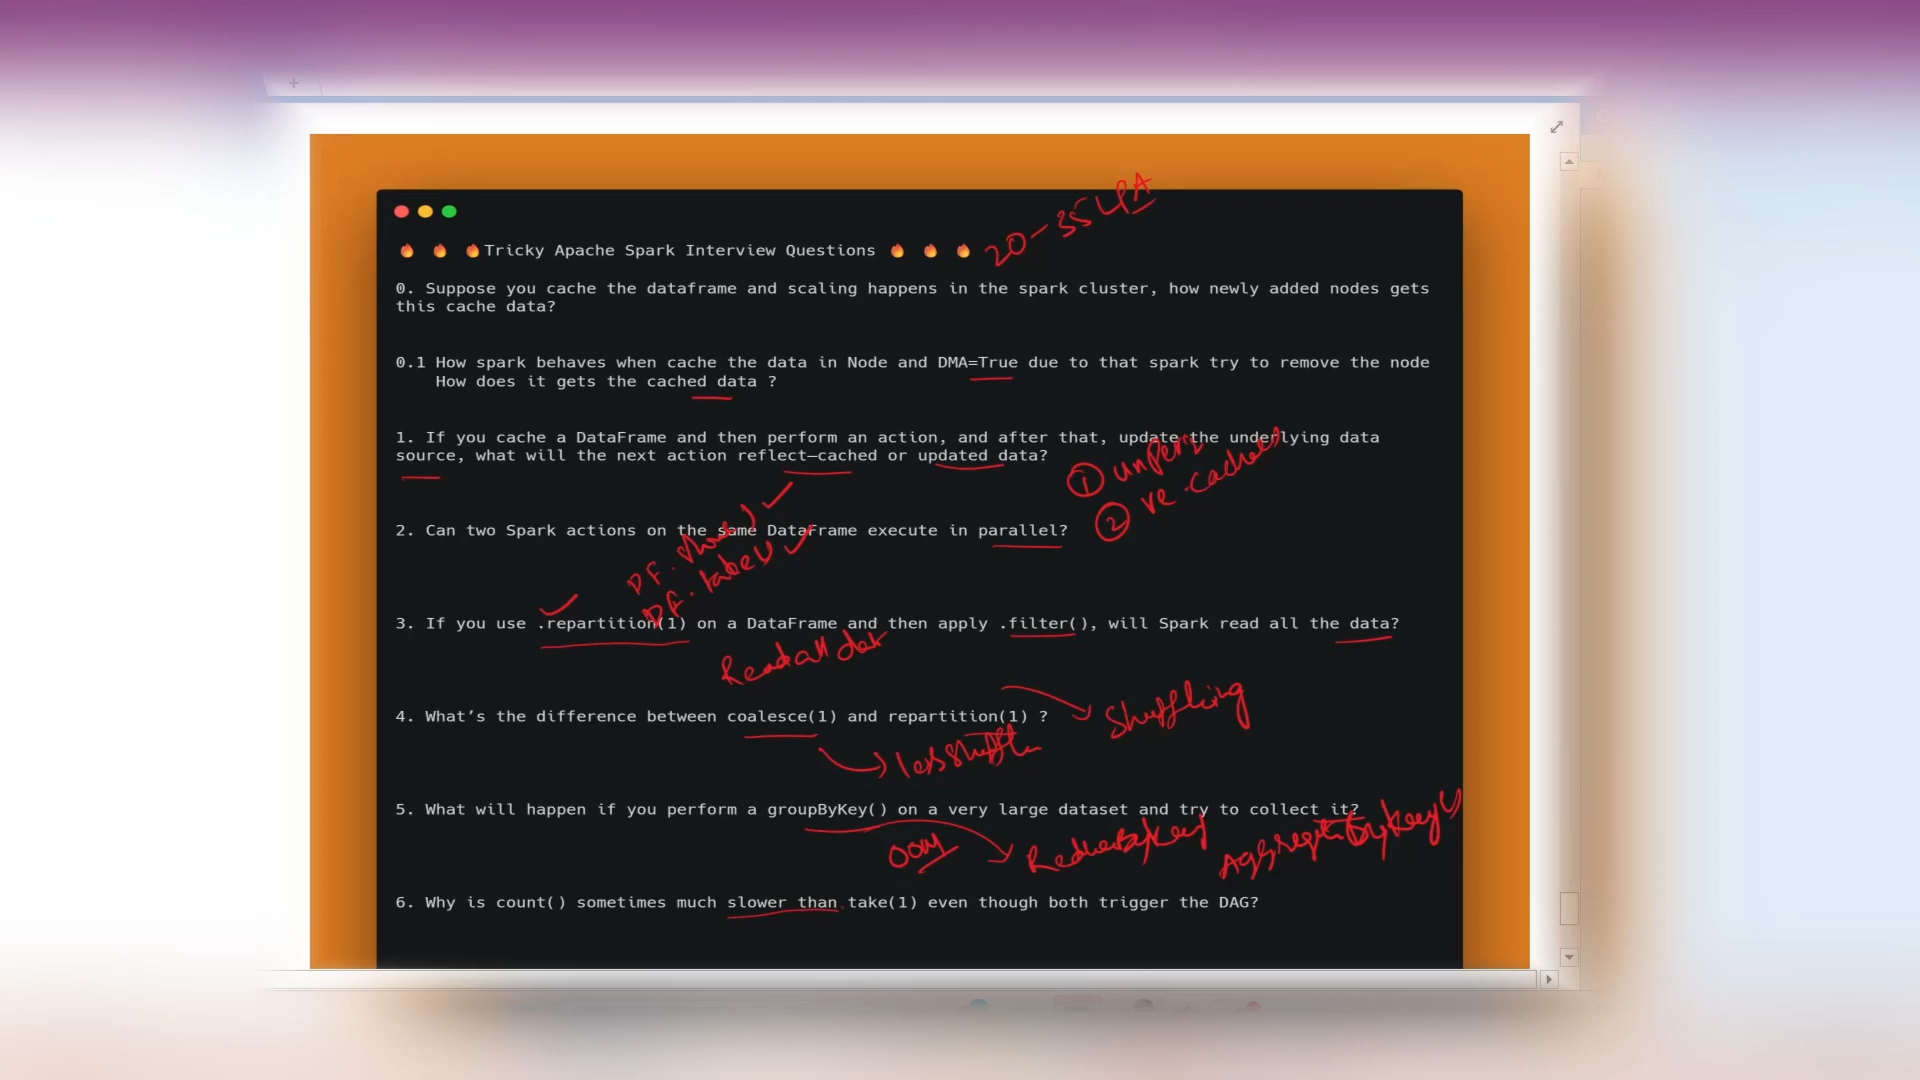 20-35 LPA
🔥 🔥 🔥Tricky Apache Spark Interview Questions 🔥 🔥 🔥
0. Suppose you cache the dataframe and scaling happens in the spark cluster, how newly added nodes gets
this cache data?
0.1 How spark behaves when cache the data in Node and DMA=True due to that spark try to remove the node
How does it gets the cached data ?
1. If you cache a DataFrame and then perform an action, and after that, update the underlying data
source, what will the next action reflect—cached or updated data?
① unpers
② re-cache
2. Can two Spark actions on the same DataFrame execute in parallel?
DF.show()
DF.take()
3. If you use .repartition(1) on a DataFrame and then apply .filter(), will Spark read all the data?
Read all dat
4. What’s the difference between coalesce(1) and repartition(1) ?
Shuffling
less Shuffle
5. What will happen if you perform a groupByKey() on a very large dataset and try to collect it?
OOM
ReduceByKey
AggregateByKey()
6. Why is count() sometimes much slower than take(1) even though both trigger the DAG?